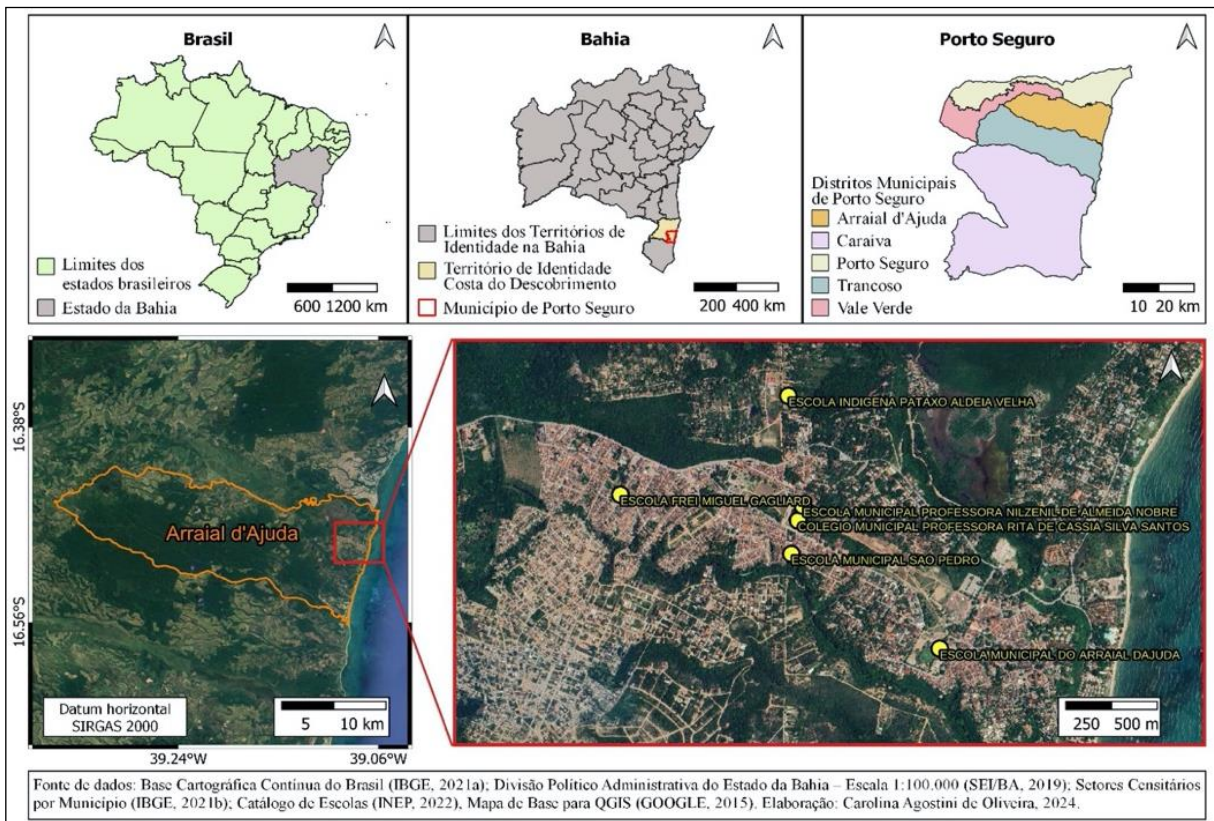 Brasil
Limites dos
estados brasileiros
Estado da Bahia
600 1200 km
Bahia
Limites dos Territórios de
Identidade na Bahia
Território de Identidade
Costa do Descobrimento
Município de Porto Seguro
200 400 km
Porto Seguro
Distritos Municipais
de Porto Seguro
Arraial d'Ajuda
Caraiva
Porto Seguro
Trancoso
Vale Verde
10 20 km
16.38°S
16.56°S
Arraial d'Ajuda
Datum horizontal
SIRGAS 2000
5 10 km
39.24°W 39.06°W
ESCOLA INDIGENA PATAXO ALDEIA VELHA
ESCOLA FREI MIGUEL GAGLIARD
ESCOLA MUNICIPAL PROFESSORA NILZENIL DE ALMEIDA NOBRE
COLEGIO MUNICIPAL PROFESSORA RITA DE CASSIA SILVA SANTOS
ESCOLA MUNICIPAL SAO PEDRO
ESCOLA MUNICIPAL DO ARRAIAL DAJUDA
250 500 m
Fonte de dados: Base Cartográfica Contínua do Brasil (IBGE, 2021a); Divisão Político Administrativa do Estado da Bahia – Escala 1:100.000 (SEI/BA, 2019); Setores Censitários
por Município (IBGE, 2021b); Catálogo de Escolas (INEP, 2022), Mapa de Base para QGIS (GOOGLE, 2015). Elaboração: Carolina Agostini de Oliveira, 2024.